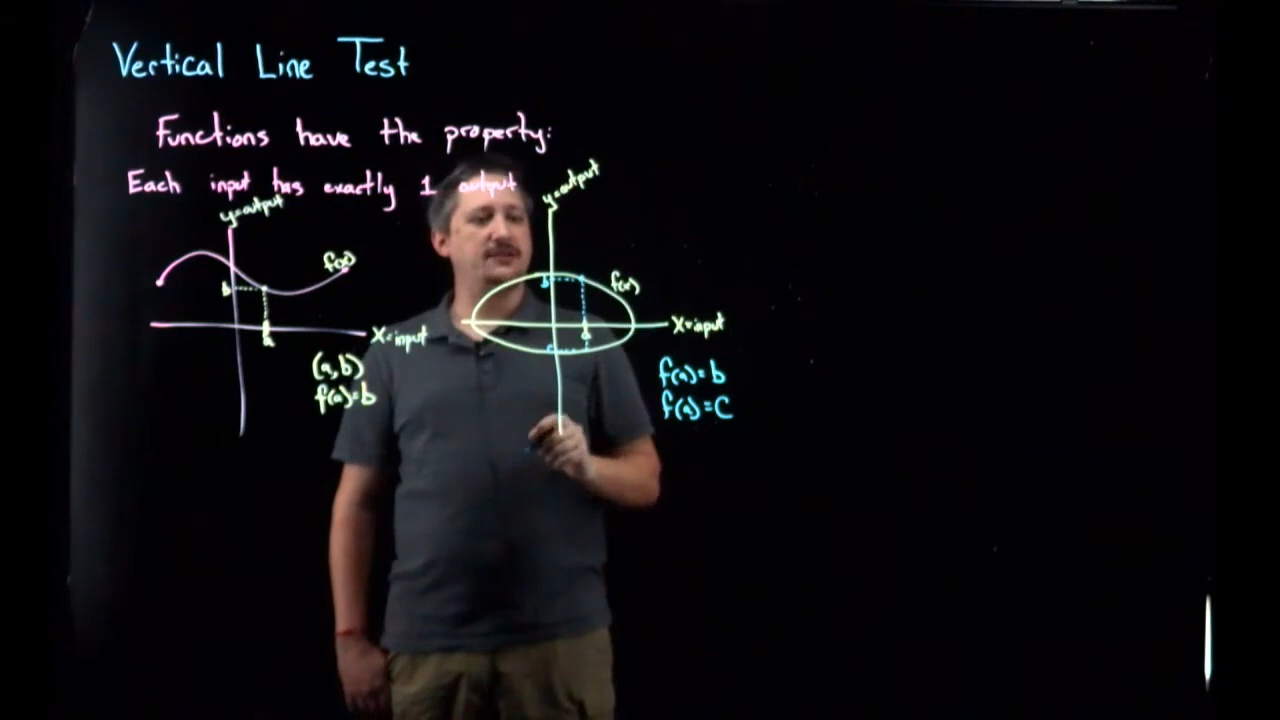 Vertical Line Test
Functions have the property:
Each input has exactly 1 output
y=output
f(x)
b
a
x=input
(a,b)
f(a)=b
y=output
f(x)
b
a
c
x=input
f(a)=b
f(a)=c